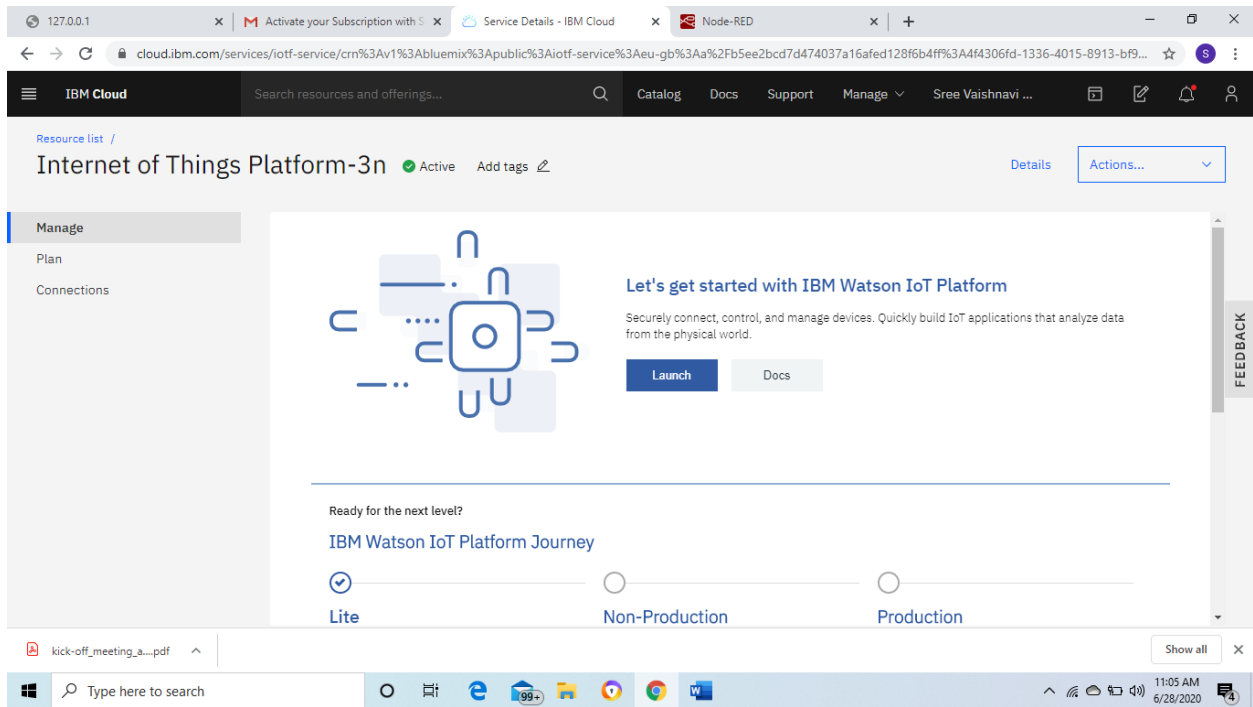 127.0.0.1
Activate your Subscription with S
Service Details - IBM Cloud
Node-RED
cloud.ibm.com/services/iotf-service/crn%3Av1%3Abluemix%3Apublic%3Aiotf-service%3Aeu-gb%3Aa%2Fb5ee2bcd7d474037a16afed128f6b4ff%3A4f4306fd-1336-4015-8913-bf9...
S
IBM Cloud
Search resources and offerings...
Catalog
Docs
Support
Manage
Sree Vaishnavi ...
Resource list /
Internet of Things Platform-3n
Active
Add tags
Details
Actions...
Manage
Plan
Connections
Let's get started with IBM Watson IoT Platform
Securely connect, control, and manage devices. Quickly build IoT applications that analyze data
from the physical world.
Launch
Docs
FEEDBACK
Ready for the next level?
IBM Watson IoT Platform Journey
Lite
Non-Production
Production
kick-off_meeting_a....pdf
Show all
Type here to search
99+
11:05 AM
6/28/2020
4